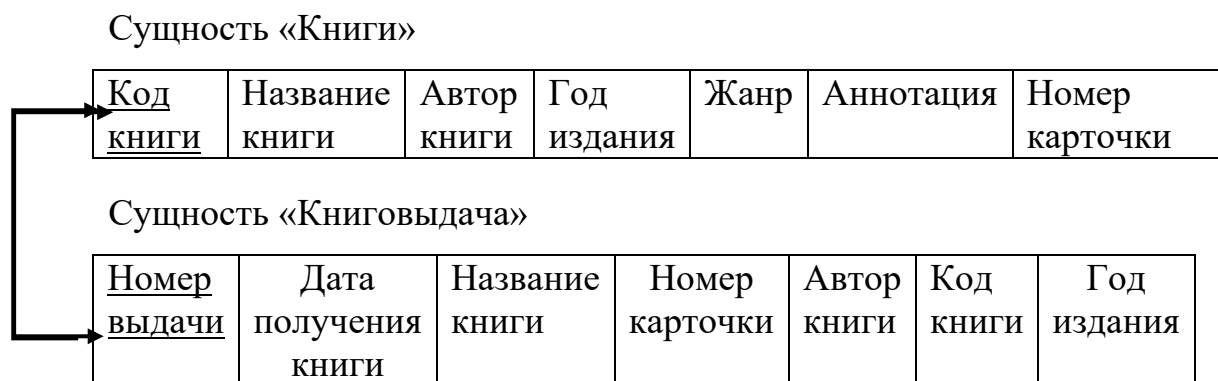 Сущность «Книги»
Код Название Автор Год Жанр Аннотация Номер
книги книги книги издания карточки
Сущность «Книговыдача»
Номер Дата Название Номер Автор Код Год
выдачи получения книги карточки книги книги издания
книги